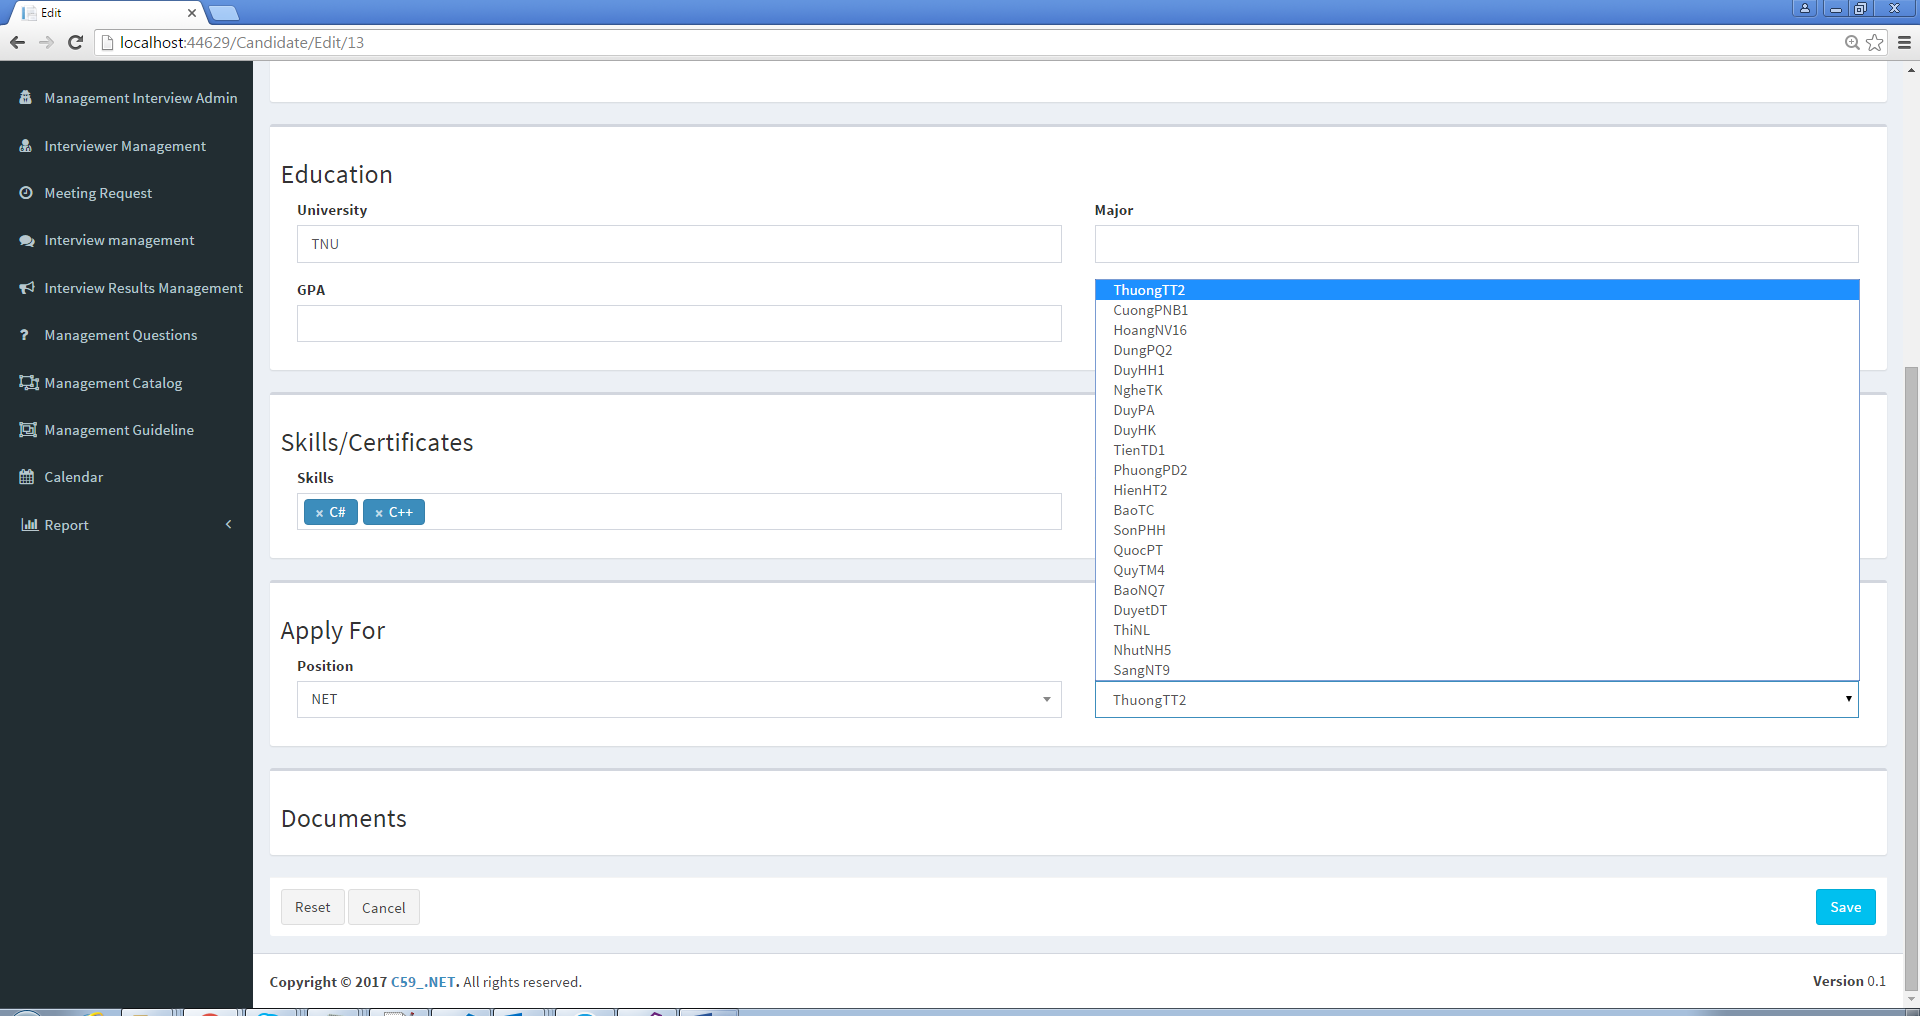 Edit
localhost:44629/Candidate/Edit/13
Management Interview Admin
Interviewer Management
Meeting Request
Interview management
Interview Results Management
Management Questions
Management Catalog
Management Guideline
Calendar
Report
Education
University
Major
TNU
GPA
ThuongTT2
CuongPNB1
HoangNV16
DungPQ2
DuyHH1
NgheTK
DuyPA
DuyHK
TienTD1
PhuongPD2
HienHT2
BaoTC
SonPHH
QuocPT
QuyTM4
BaoNQ7
DuyetDT
ThiNL
NhutNH5
SangNT9
Skills/Certificates
Skills
× C# × C++
Apply For
Position
NET
ThuongTT2
Documents
Reset Cancel Save
Copyright © 2017 C59_.NET. All rights reserved.
Version 0.1